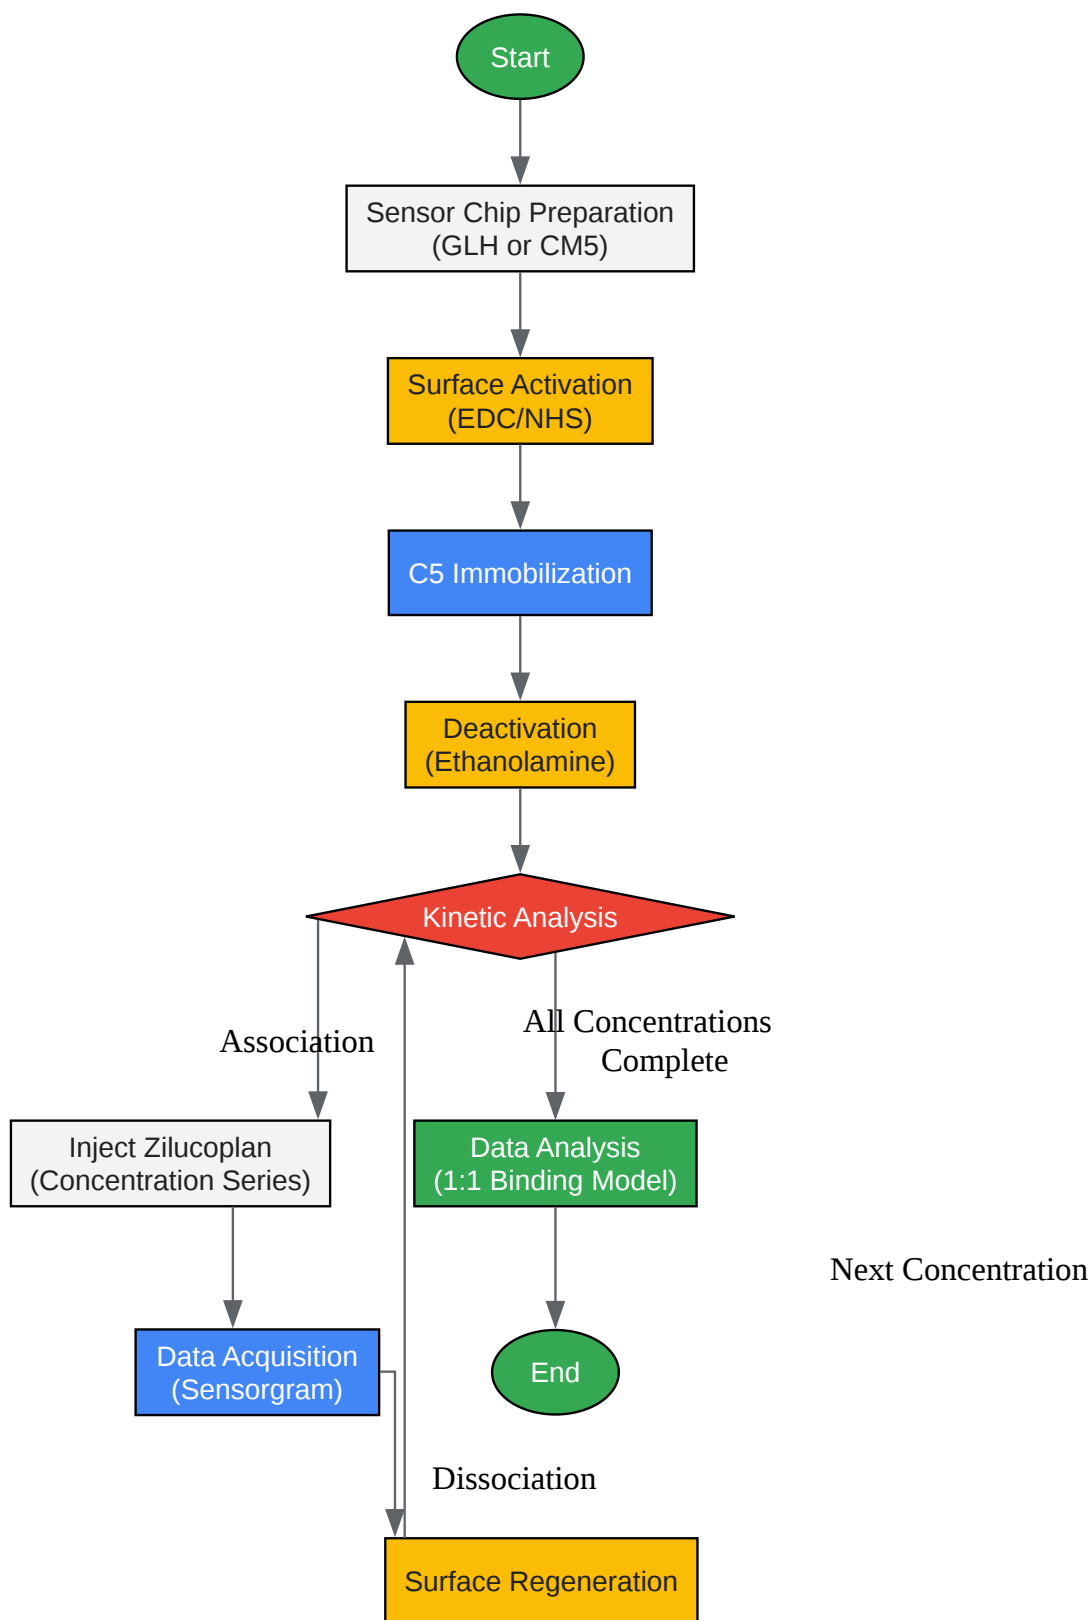 Start
Sensor Chip Preparation
(GLH or CM5)
Surface Activation
(EDC/NHS)
C5 Immobilization
Deactivation
(Ethanolamine)
Kinetic Analysis
Association
All Concentrations
Complete
Inject Zilucoplan
(Concentration Series)
Data Analysis
(1:1 Binding Model)
Next Concentration
Data Acquisition
(Sensorgram)
End
Dissociation
Surface Regeneration